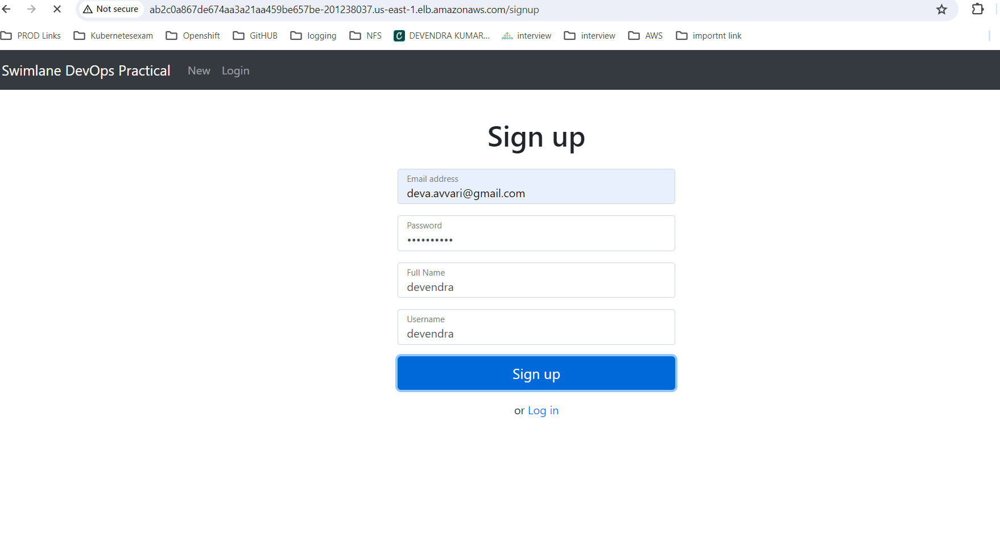 Not secure ab2c0a867de674aa3a21aa459be657be-201238037.us-east-1.elb.amazonaws.com/signup
PROD Links Kubernetesexam Openshift GitHUB logging NFS DEVENDRA KUMAR... interview interview AWS importnt link
Swimlane DevOps Practical New Login
Sign up
Email address
deva.avvari@gmail.com
Password
••••••••••
Full Name
devendra
Username
devendra
Sign up
or Log in